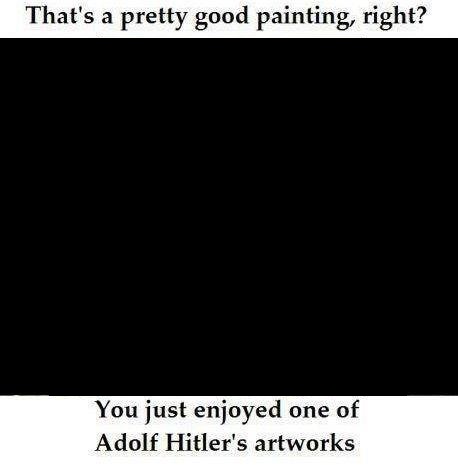 That's a pretty good painting, right?
You just enjoyed one of
Adolf Hitler's artworks